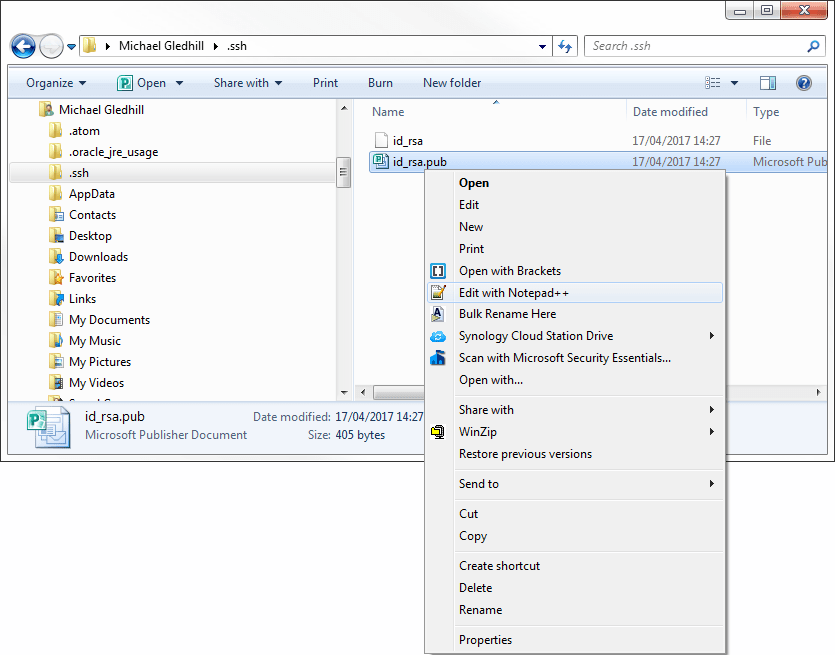 Michael Gledhill .ssh
Search .ssh
Organize Open Share with Print Burn New folder
Michael Gledhill
.atom
.oracle_jre_usage
.ssh
AppData
Contacts
Desktop
Downloads
Favorites
Links
My Documents
My Music
My Pictures
My Videos
Name Date modified Type
id_rsa 17/04/2017 14:27 File
id_rsa.pub 17/04/2017 14:27 Microsoft Pub
Open
Edit
New
Print
Open with Brackets
Edit with Notepad++
Bulk Rename Here
Synology Cloud Station Drive
Scan with Microsoft Security Essentials...
Open with...
Share with
WinZip
Restore previous versions
Send to
Cut
Copy
Create shortcut
Delete
Rename
Properties
id_rsa.pub Date modified: 17/04/2017 14:27
Microsoft Publisher Document Size: 405 bytes